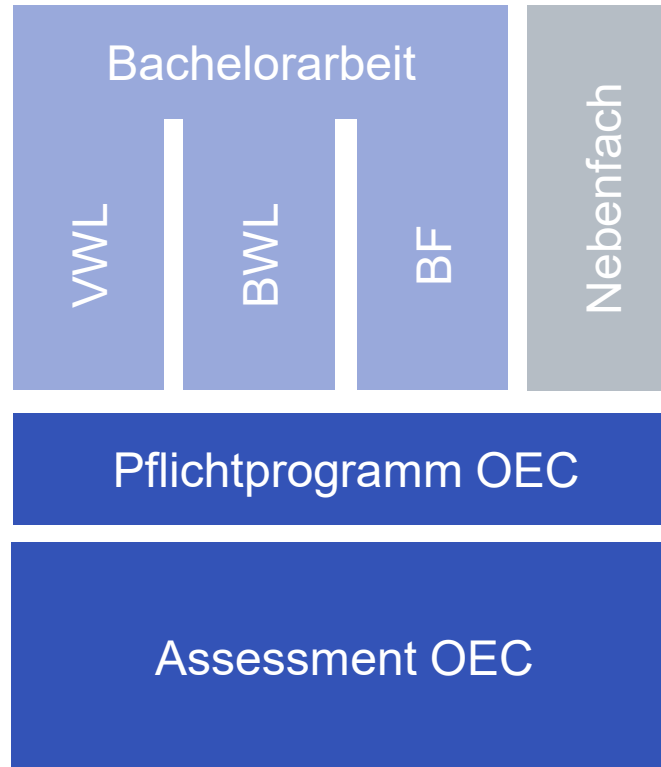 Bachelorarbeit
VWL
BWL
BF
Nebenfach
Pflichtprogramm OEC
Assessment OEC